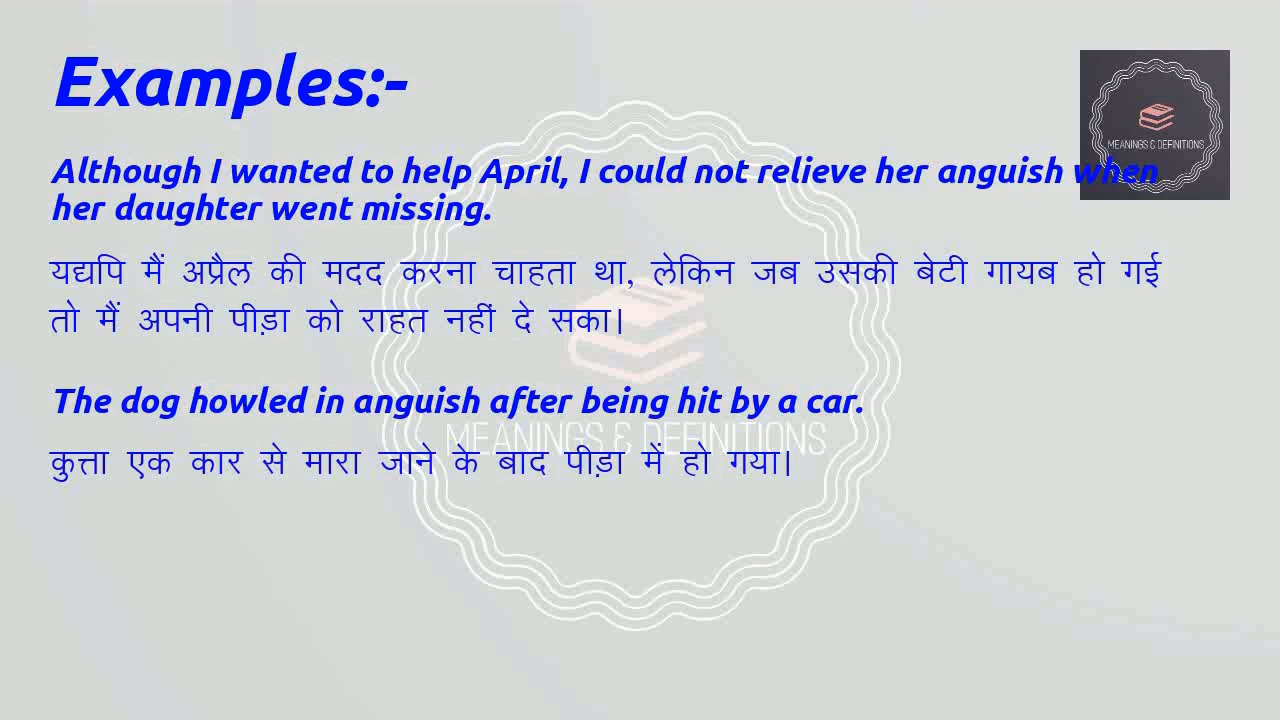 Examples:-
MEANINGS & DEFINITIONS
Although I wanted to help April, I could not relieve her anguish when
her daughter went missing.
यद्यपि मैं अप्रैल की मदद करना चाहता था, लेकिन जब उसकी बेटी गायब हो गई
तो मैं अपनी पीड़ा को राहत नहीं दे सका।
The dog howled in anguish after being hit by a car.
MEANINGS & DEFINITIONS
कुत्ता एक कार से मारा जाने के बाद पीड़ा में हो गया।